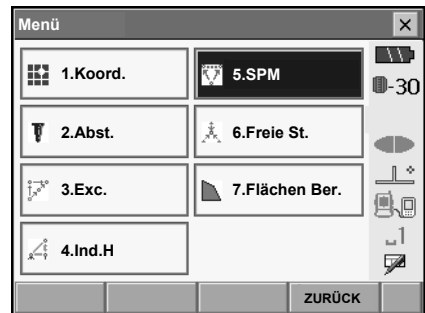 Menü
1.Koord.
5.SPM
-30
2.Abst.
6.Freie St.
3.Exc.
7.Flächen Ber.
4.Ind.H
1
ZURÜCK